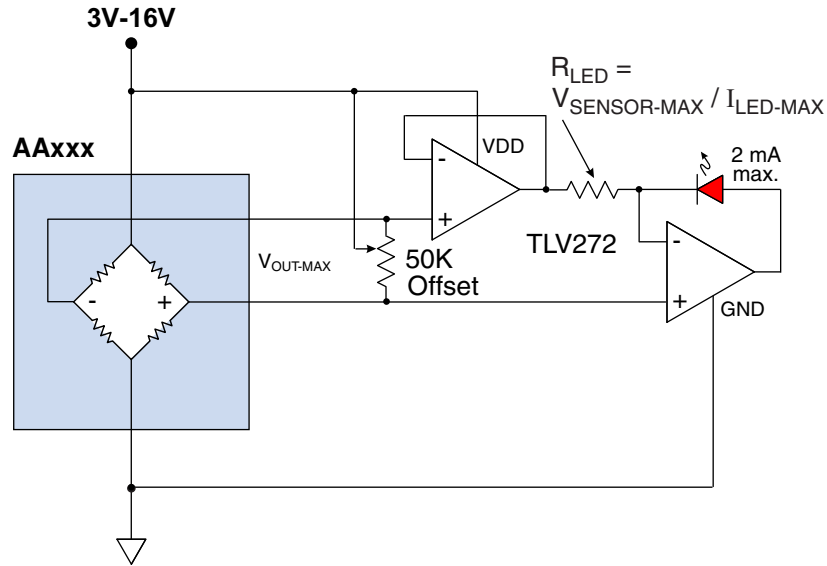 3V-16V
R_LED =
V_SENSOR-MAX / I_LED-MAX
AAxxx
VDD
2 mA
max.
-
+
TLV272
V_OUT-MAX
50K
Offset
-
+
-
+
GND